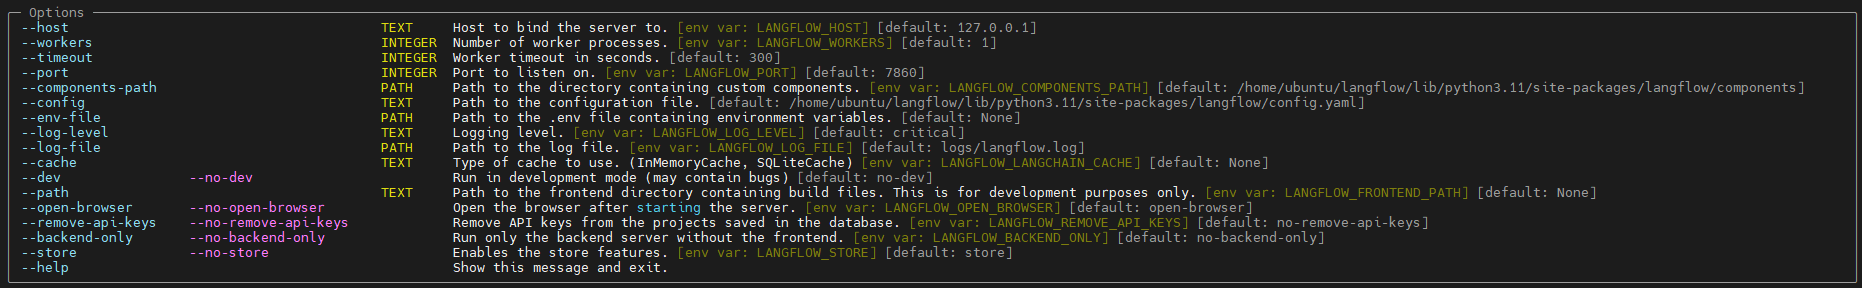 Options
--host TEXT Host to bind the server to. [env var: LANGFLOW_HOST] [default: 127.0.0.1]
--workers INTEGER Number of worker processes. [env var: LANGFLOW_WORKERS] [default: 1]
--timeout INTEGER Worker timeout in seconds. [default: 300]
--port INTEGER Port to listen on. [env var: LANGFLOW_PORT] [default: 7860]
--components-path PATH Path to the directory containing custom components. [env var: LANGFLOW_COMPONENTS_PATH] [default: /home/ubuntu/langflow/lib/python3.11/site-packages/langflow/components]
--config TEXT Path to the configuration file. [default: /home/ubuntu/langflow/lib/python3.11/site-packages/langflow/config.yaml]
--env-file PATH Path to the .env file containing environment variables. [default: None]
--log-level TEXT Logging level. [env var: LANGFLOW_LOG_LEVEL] [default: critical]
--log-file PATH Path to the log file. [env var: LANGFLOW_LOG_FILE] [default: logs/langflow.log]
--cache TEXT Type of cache to use. (InMemoryCache, SQLiteCache) [env var: LANGFLOW_LANGCHAIN_CACHE] [default: None]
--dev --no-dev Run in development mode (may contain bugs) [default: no-dev]
--path TEXT Path to the frontend directory containing build files. This is for development purposes only. [env var: LANGFLOW_FRONTEND_PATH] [default: None]
--open-browser --no-open-browser Open the browser after starting the server. [env var: LANGFLOW_OPEN_BROWSER] [default: open-browser]
--remove-api-keys --no-remove-api-keys Remove API keys from the projects saved in the database. [env var: LANGFLOW_REMOVE_API_KEYS] [default: no-remove-api-keys]
--backend-only --no-backend-only Run only the backend server without the frontend. [env var: LANGFLOW_BACKEND_ONLY] [default: no-backend-only]
--store --no-store Enables the store features. [env var: LANGFLOW_STORE] [default: store]
--help Show this message and exit.